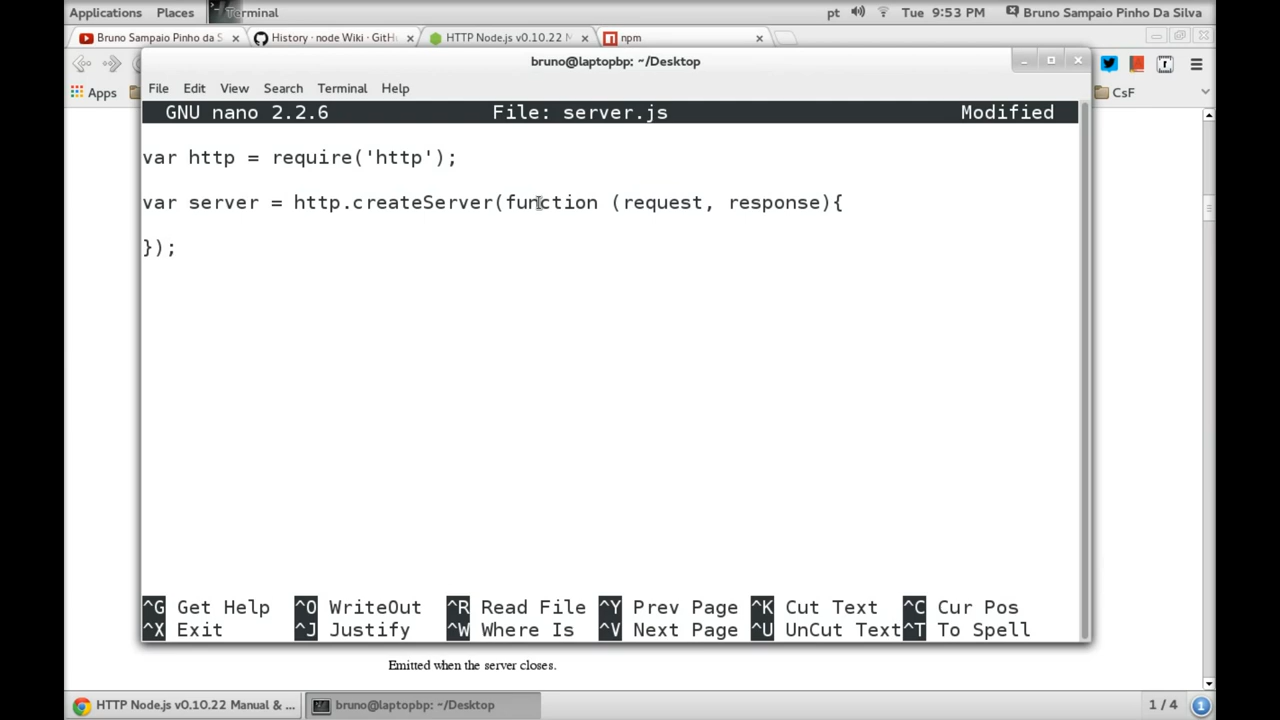 Applications Places Terminal pt Tue 9:53 PM Bruno Sampaio Pinho Da Silva
Bruno Sampaio Pinho da S × History · node Wiki · GitH × HTTP Node.js v0.10.22 M × npm ×
bruno@laptopbp: ~/Desktop
Apps CsF
File Edit View Search Terminal Help
GNU nano 2.2.6 File: server.js Modified
var http = require('http');
var server = http.createServer(function (request, response){
});
^G Get Help ^O WriteOut ^R Read File ^Y Prev Page ^K Cut Text ^C Cur Pos
^X Exit ^J Justify ^W Where Is ^V Next Page ^U UnCut Text ^T To Spell
Emitted when the server closes.
HTTP Node.js v0.10.22 Manual & ... bruno@laptopbp: ~/Desktop 1 / 4 1